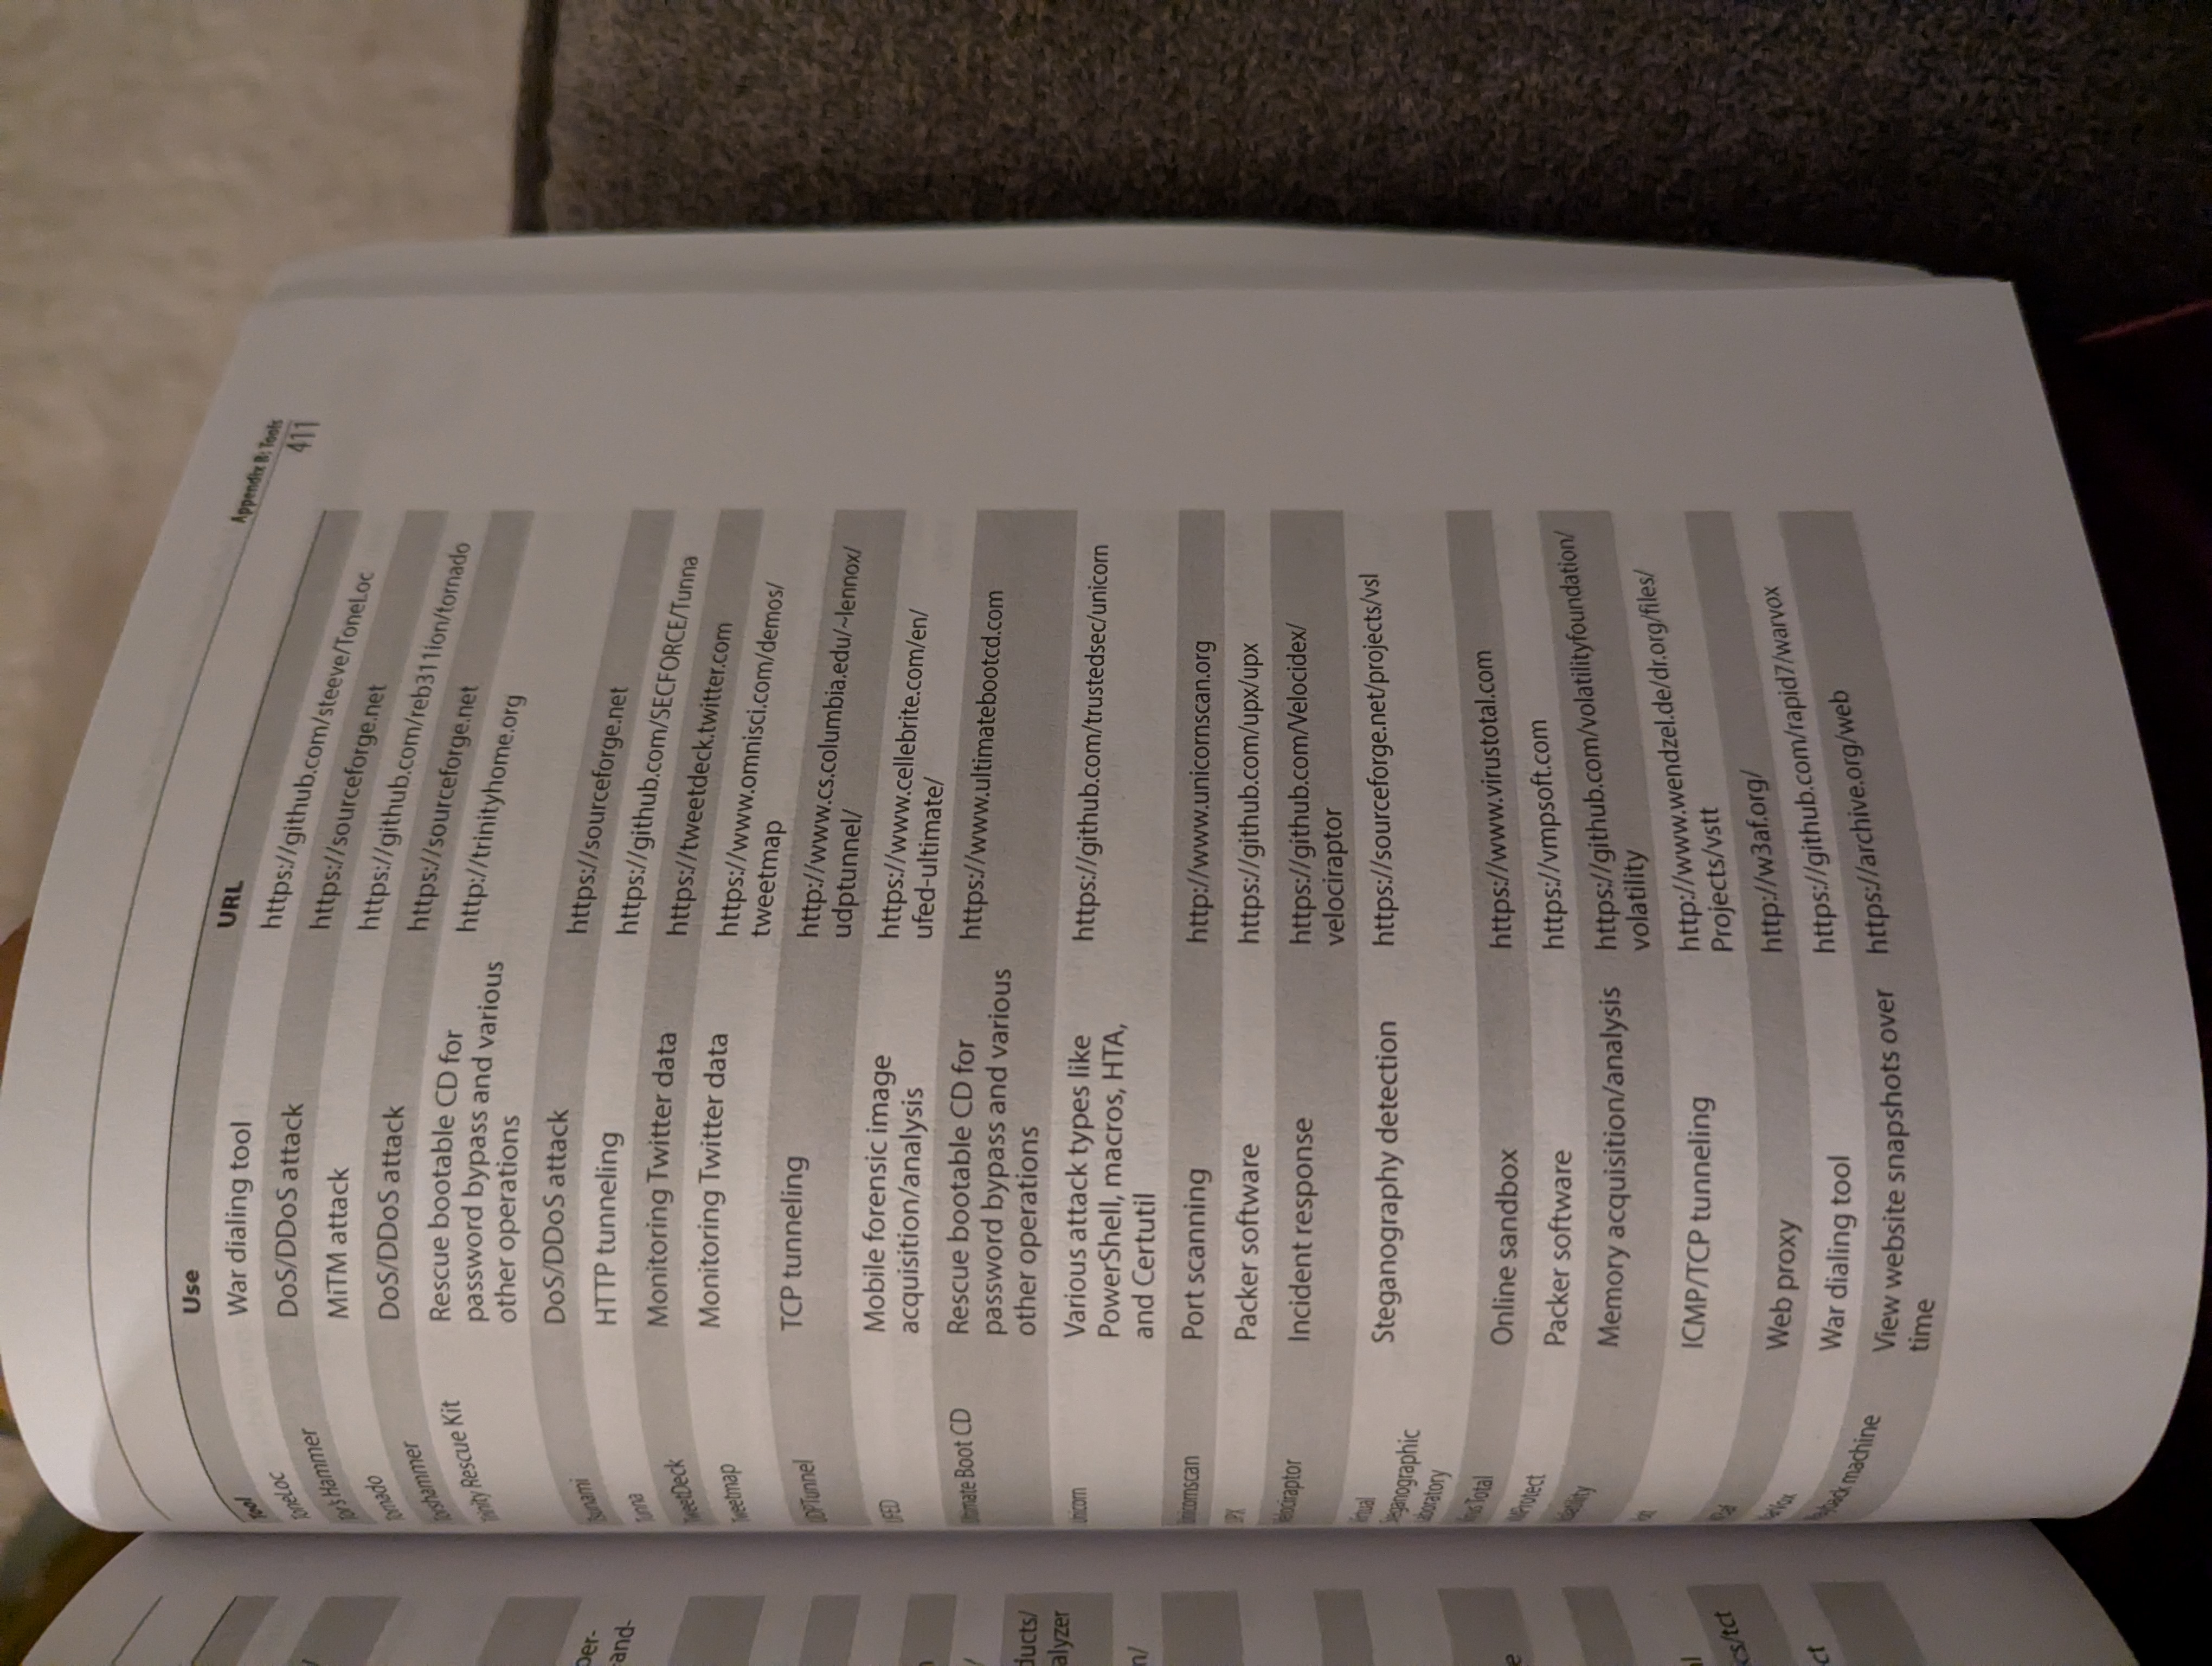 Appendix B: Tools
411
Tool Use URL
ToneLoc War dialing tool https://github.com/steeve/ToneLoc
Tor's Hammer DoS/DDoS attack https://sourceforge.net
Tornado MiTM attack https://github.com/reb311ion/tornado
Torshammer DoS/DDoS attack https://sourceforge.net
Trinity Rescue Kit Rescue bootable CD for http://trinityhome.org
password bypass and various
other operations
Tsunami DoS/DDoS attack https://sourceforge.net
Tunna HTTP tunneling https://github.com/SECFORCE/Tunna
TweetDeck Monitoring Twitter data https://tweetdeck.twitter.com
Tweetmap Monitoring Twitter data https://www.omnisci.com/demos/
tweetmap
UDPTunnel TCP tunneling http://www.cs.columbia.edu/~lennox/
udptunnel/
UFED Mobile forensic image https://www.cellebrite.com/en/
acquisition/analysis ufed-ultimate/
Ultimate Boot CD Rescue bootable CD for https://www.ultimatebootcd.com
password bypass and various
other operations
Various attack types like https://github.com/trustedsec/unicorn
PowerShell, macros, HTA,
and Certutil
Unicornscan Port scanning http://www.unicornscan.org
UPX Packer software https://github.com/upx/upx
Velociraptor Incident response https://github.com/Velocidex/
velociraptor
Virtual Steganography detection https://sourceforge.net/projects/vsl
Steganographic
Laboratory
VirusTotal Online sandbox https://www.virustotal.com
VMProtect Packer software https://vmpsoft.com
Volatility Memory acquisition/analysis https://github.com/volatilityfoundation/
volatility
ICMP/TCP tunneling http://www.wendzel.de/dr.org/files/
Projects/vstt
Web proxy http://w3af.org/
WarVox War dialing tool https://github.com/rapid7/warvox
Wayback machine View website snapshots over https://archive.org/web
time
ducts/
alyzer
cs/tct